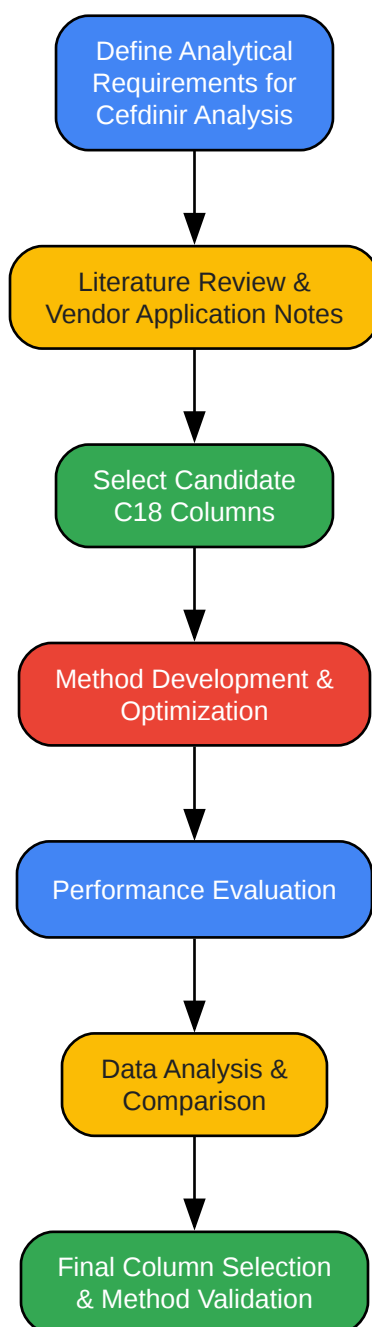 Define Analytical
Requirements for
Cefdinir Analysis
Literature Review &
Vendor Application Notes
Select Candidate
C18 Columns
Method Development &
Optimization
Performance Evaluation
Data Analysis &
Comparison
Final Column Selection
& Method Validation